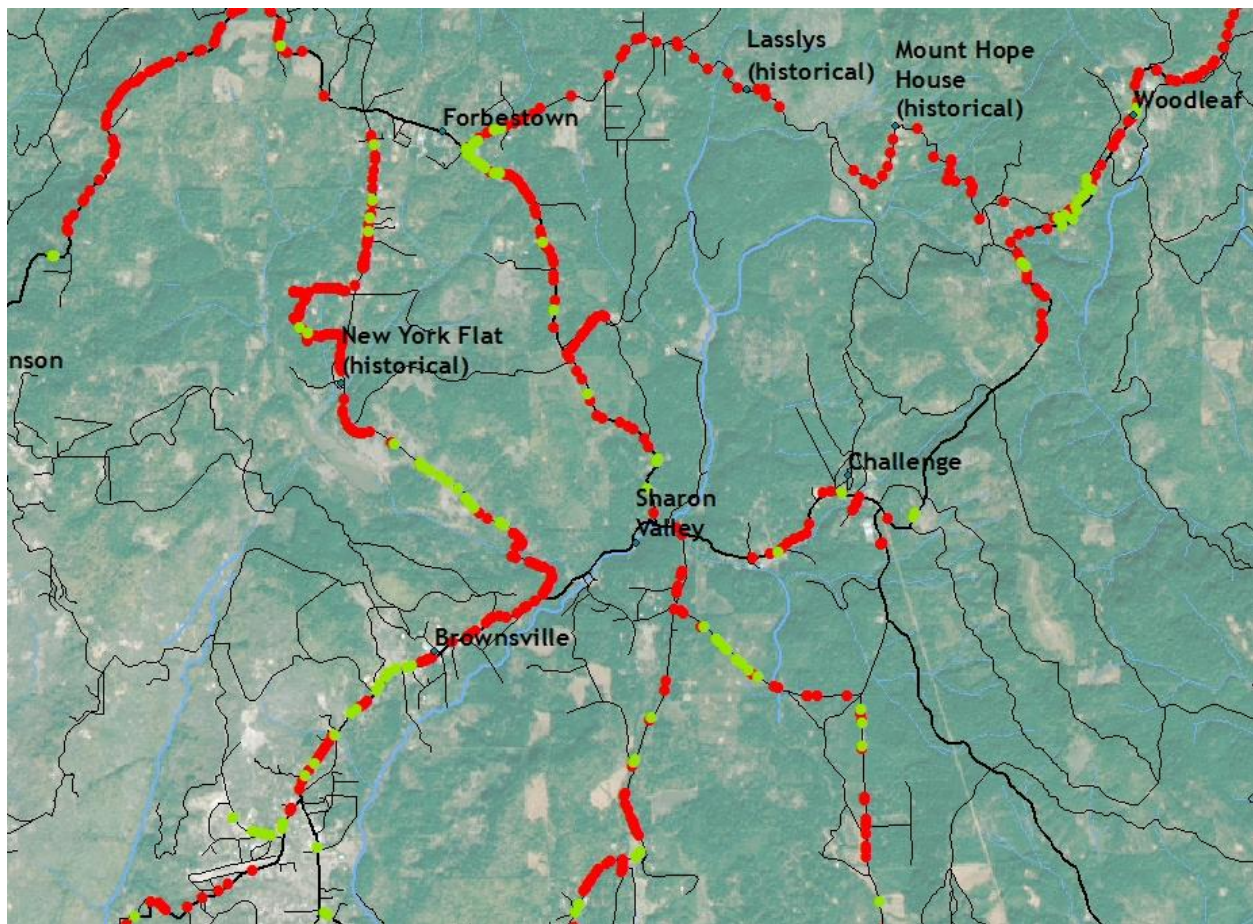 Lasslys
(historical)
Mount Hope
House
(historical)
Woodleaf
Forbestown
New York Flat
(historical)
nson
Challenge
Sharon
Valley
Brownsville